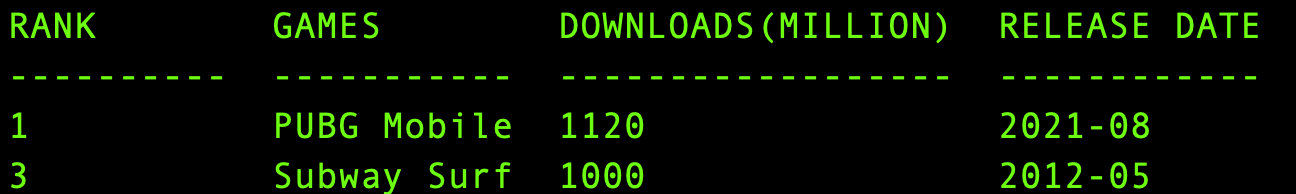 RANK        GAMES        DOWNLOADS(MILLION)  RELEASE DATE
----------  -----------  ------------------  ------------
1           PUBG Mobile  1120                2021-08
3           Subway Surf  1000                2012-05